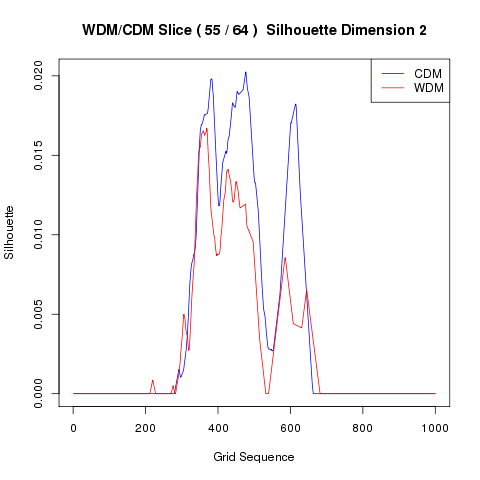 WDM/CDM Slice ( 55 / 64 )  Silhouette Dimension 2
CDM
WDM
Silhouette
0.020
0.015
0.010
0.005
0.000
0 200 400 600 800 1000
Grid Sequence